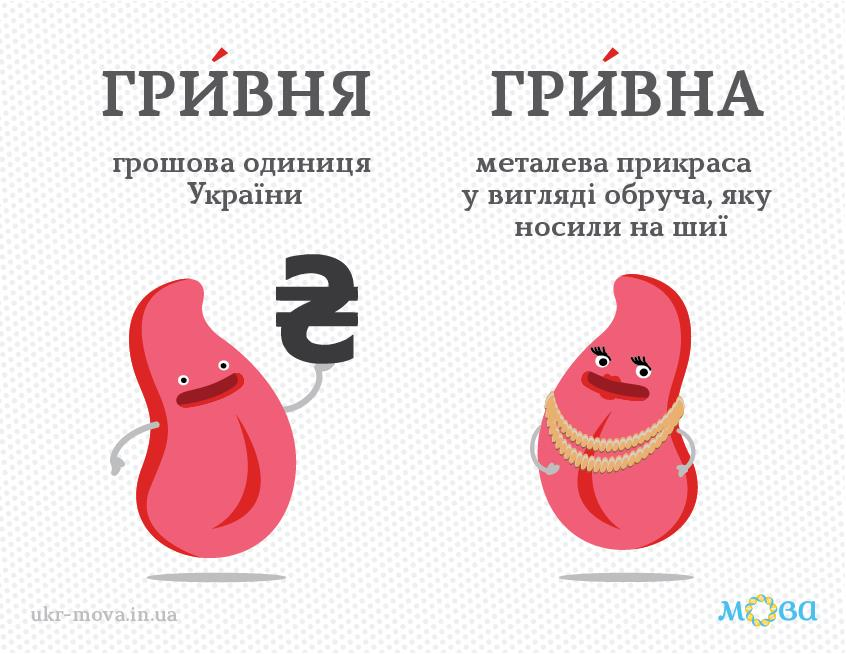 ГРИ́ВНЯ
грошова одиниця
України
₴
ГРИ́ВНА
металева прикраса
у вигляді обруча, яку
носили на шиї
ukr-mova.in.ua
мова